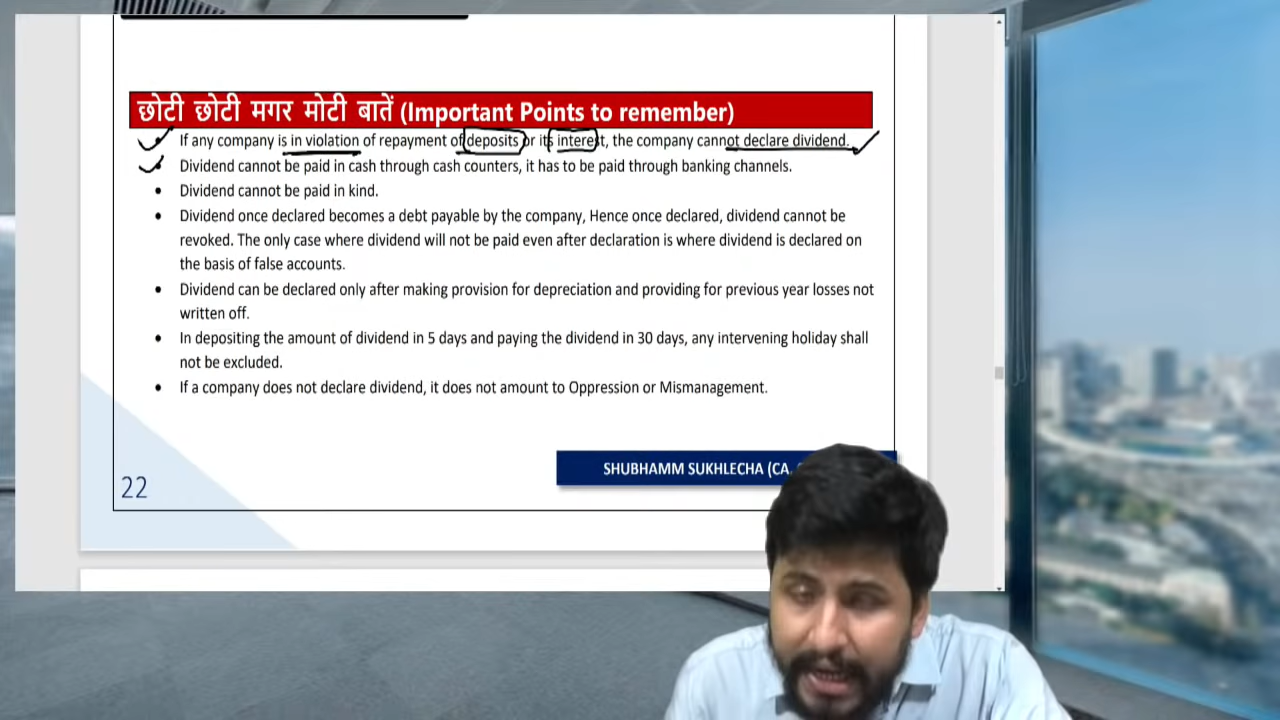 छोटी छोटी मगर मोटी बातें (Important Points to remember)
If any company is in violation of repayment of deposits or its interest, the company cannot declare dividend.
Dividend cannot be paid in cash through cash counters, it has to be paid through banking channels.
Dividend cannot be paid in kind.
Dividend once declared becomes a debt payable by the company, Hence once declared, dividend cannot be
revoked. The only case where dividend will not be paid even after declaration is where dividend is declared on
the basis of false accounts.
Dividend can be declared only after making provision for depreciation and providing for previous year losses not
written off.
In depositing the amount of dividend in 5 days and paying the dividend in 30 days, any intervening holiday shall
not be excluded.
If a company does not declare dividend, it does not amount to Oppression or Mismanagement.
SHUBHAMM SUKHLECHA (CA,
22